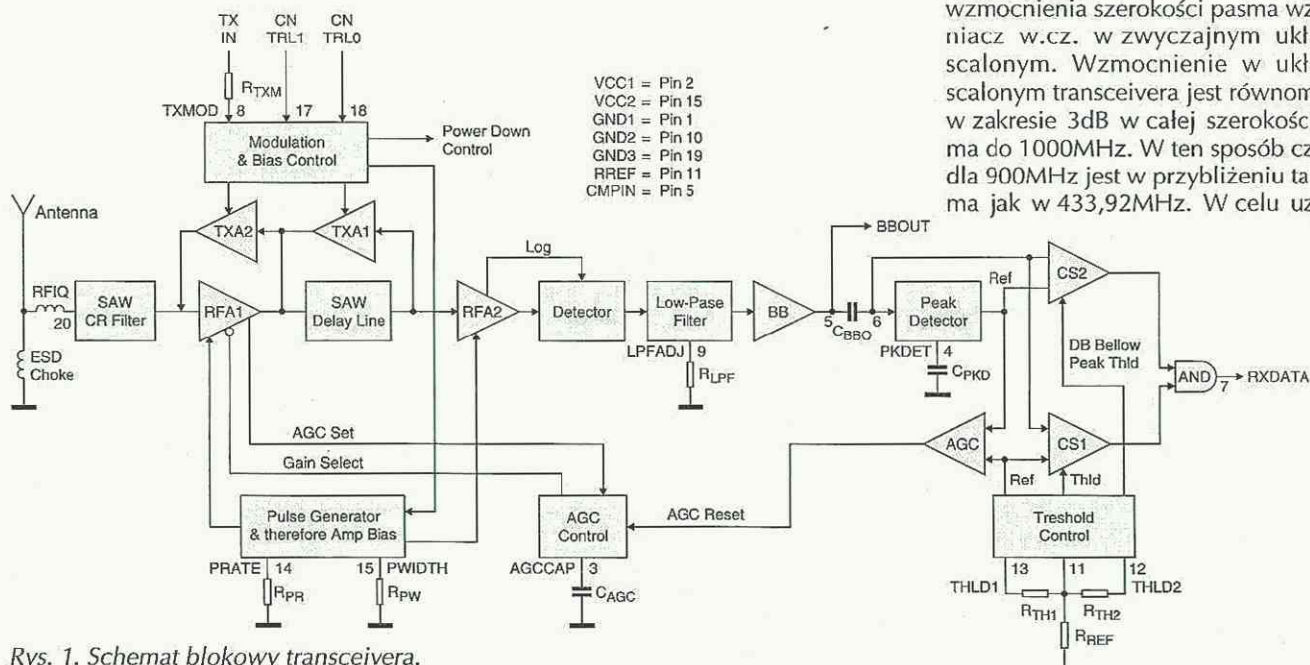 wzmocnienia szerokości pasma wz
niacz w.cz. w zwyczajnym ukł
scalonym. Wzmocnienie w ukł
scalonym transceivera jest równom
w zakresie 3dB w całej szerokośc
ma do 1000MHz. W ten sposób cz
dla 900MHz jest w przybliżeniu ta
ma jak w 433,92MHz. W celu uz
TX IN
CN TRL1
CN TRL0
RTXM
TXMOD 8
17
18
Modulation & Bias Control
Power Down Control
VCC1 = Pin 2
VCC2 = Pin 15
GND1 = Pin 1
GND2 = Pin 10
GND3 = Pin 19
RREF = Pin 11
CMPIN = Pin 5
Antenna
TXA2
TXA1
RFIQ
20
SAW CR Filter
ESD Choke
RFA1
SAW Delay Line
Log
RFA2
Detector
Low-Pase Filter
LPFADJ 9
RLPF
BB
BBOUT
5
CBBO
6
Peak Detector
PKDET 4
CPKD
Ref
CS2
DB Bellow Peak Thld
AND
7
RXDATA
AGC Set
Gain Select
AGC
CS1
Ref
Thld
Pulse Generator & therefore Amp Bias
PRATE 14
RPR
15 PWIDTH
RPW
AGC Control
AGCCAP 3
CAGC
AGC Reset
Treshold Control
13
11
12
THLD1
THLD2
RTH1
RTH2
RREF
Rys. 1. Schemat blokowy transceivera.